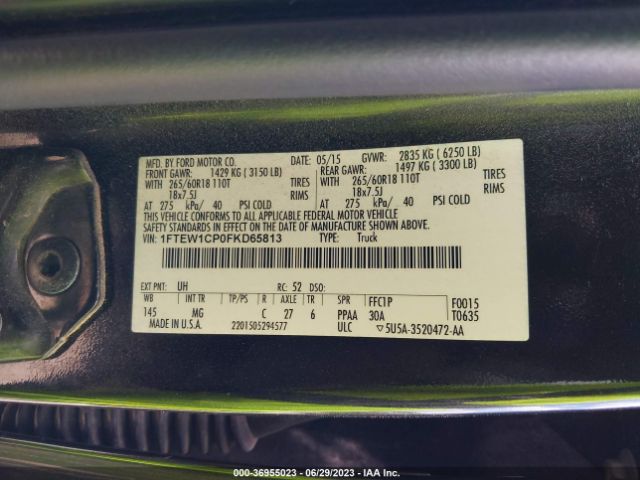 MFD. BY FORD MOTOR CO. DATE: 05/15 GVWR: 2835 KG ( 6250 LB)
FRONT GAWR: 1429 KG ( 3150 LB) REAR GAWR: 1497 KG ( 3300 LB)
WITH 265/60R18 110T TIRES WITH 265/60R18 110T TIRES
18x7.5J RIMS 18x7.5J RIMS
AT 275 kPa/ 40 PSI COLD AT 275 kPa/ 40 PSI COLD
THIS VEHICLE CONFORMS TO ALL APPLICABLE FEDERAL MOTOR VEHICLE
SAFETY STANDARDS IN EFFECT ON THE DATE OF MANUFACTURE SHOWN ABOVE.
VIN: 1FTEW1CP0FKD65813 TYPE: Truck
EXT PNT: UH RC: 52 DSO:
WB INT TR TP/PS R AXLE TR SPR FFC1P F0015
145 MG C 27 6 PPAA 30A T0635
MADE IN U.S.A. 2201505294577 ULC 5U5A-3520472-AA
000-36955023 - 06/29/2023 - IAA Inc.